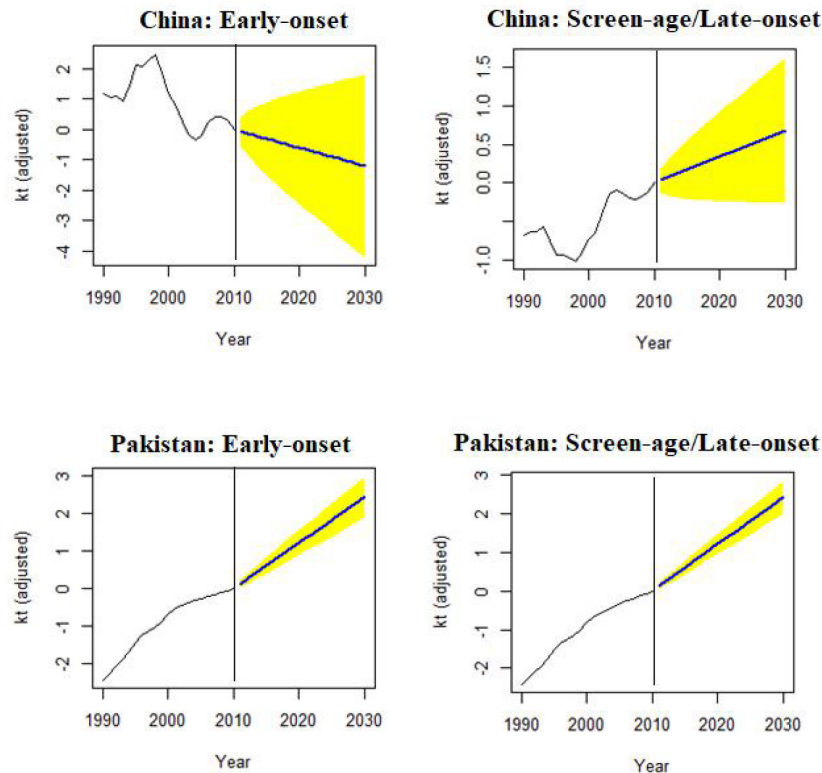 China: Early-onset
kt (adjusted)
2
1
0
-1
-2
-3
-4
1990 2000 2010 2020 2030
Year
China: Screen-age/Late-onset
kt (adjusted)
1.5
1.0
0.5
0.0
-1.0
1990 2000 2010 2020 2030
Year
Pakistan: Early-onset
kt (adjusted)
3
2
1
0
-1
-2
1990 2000 2010 2020 2030
Year
Pakistan: Screen-age/Late-onset
kt (adjusted)
3
2
1
0
-1
-2
1990 2000 2010 2020 2030
Year